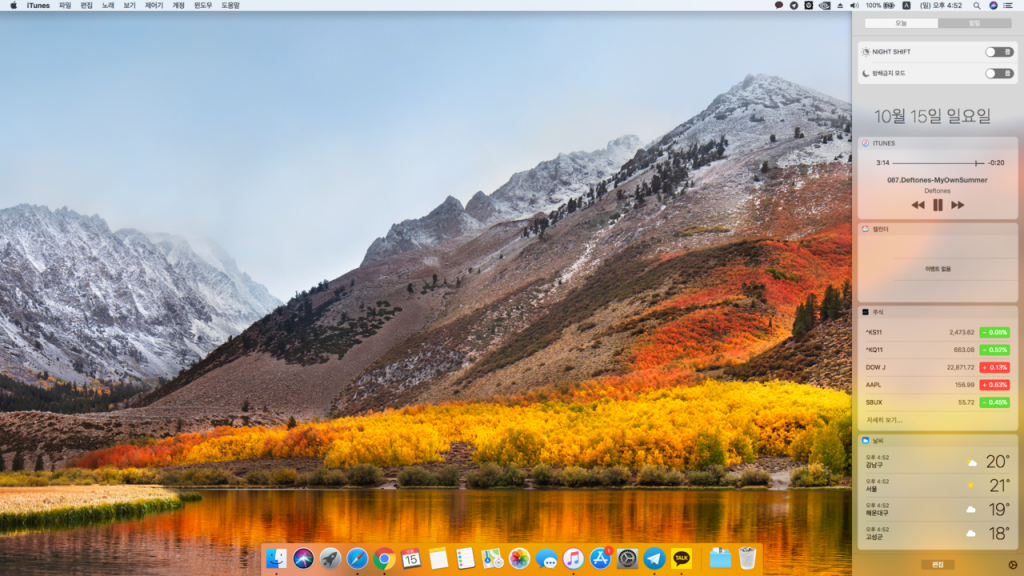 iTunes 파일 편집 노래 보기 제어기 계정 윈도우 도움말
100% A (일) 오후 4:52
오늘 알림
NIGHT SHIFT
방해금지 모드
10월 15일 일요일
ITUNES
3:14 -0:20
087.Deftones-MyOwnSummer
Deftones
캘린더
이벤트 없음
주식
^KS11 2,473.62 - 0.05%
^KQ11 663.08 - 0.52%
DOW J 22,871.72 + 0.13%
AAPL 156.99 + 0.63%
SBUX 55.72 - 0.45%
자세히 보기...
날씨
오후 4:52
강남구 20°
오후 4:52
서울 21°
오후 4:52
해운대구 19°
오후 4:52
고성군 18°
편집
15
TALK